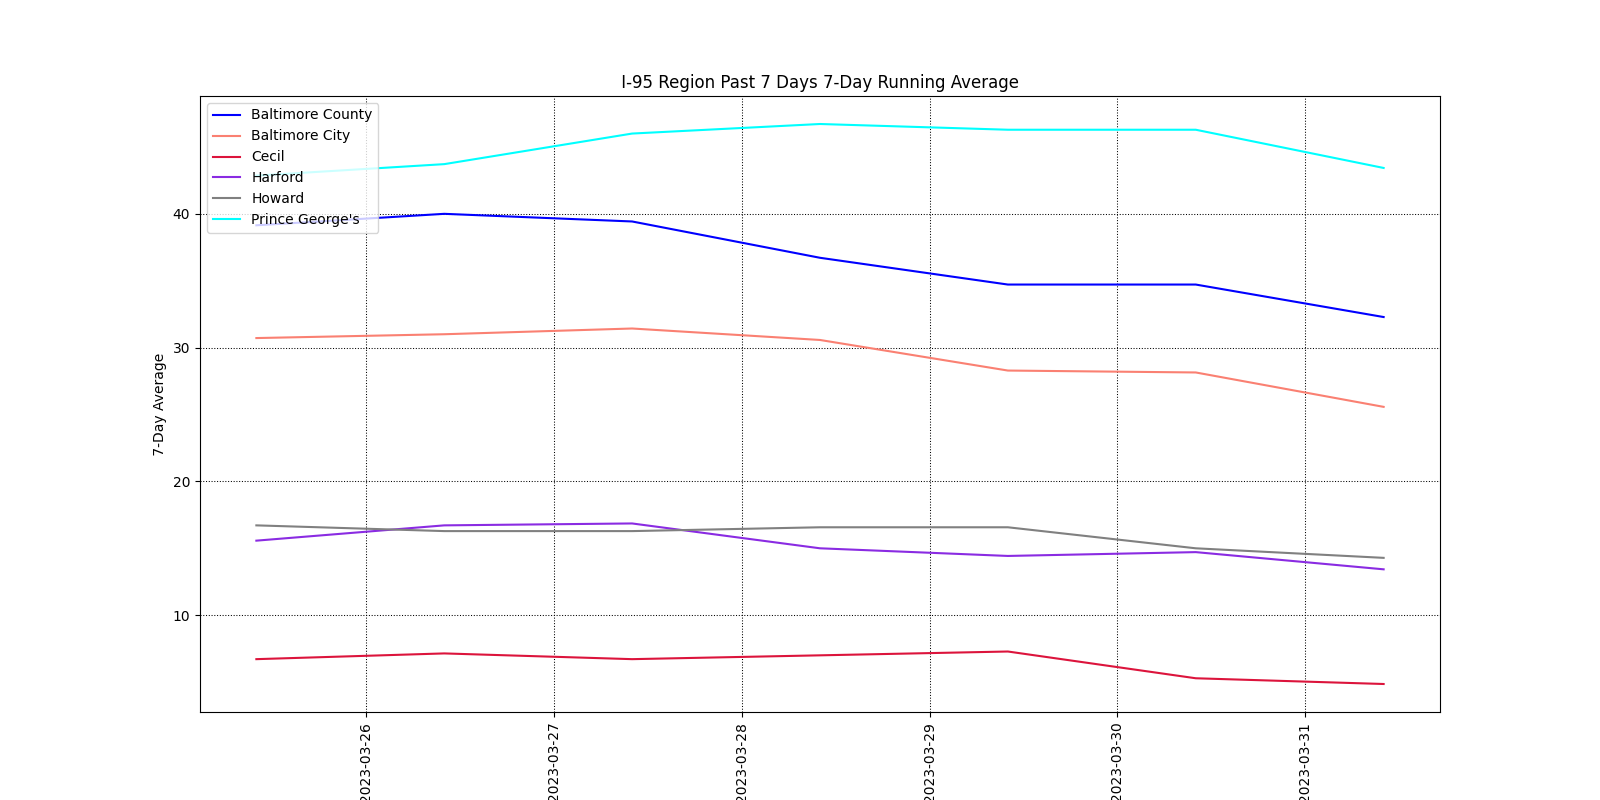 I-95 Region Past 7 Days 7-Day Running Average
Baltimore County
Baltimore City
Cecil
Harford
Howard
Prince George's
40
30
20
10
7-Day Average
2023-03-26
2023-03-27
2023-03-28
2023-03-29
2023-03-30
2023-03-31